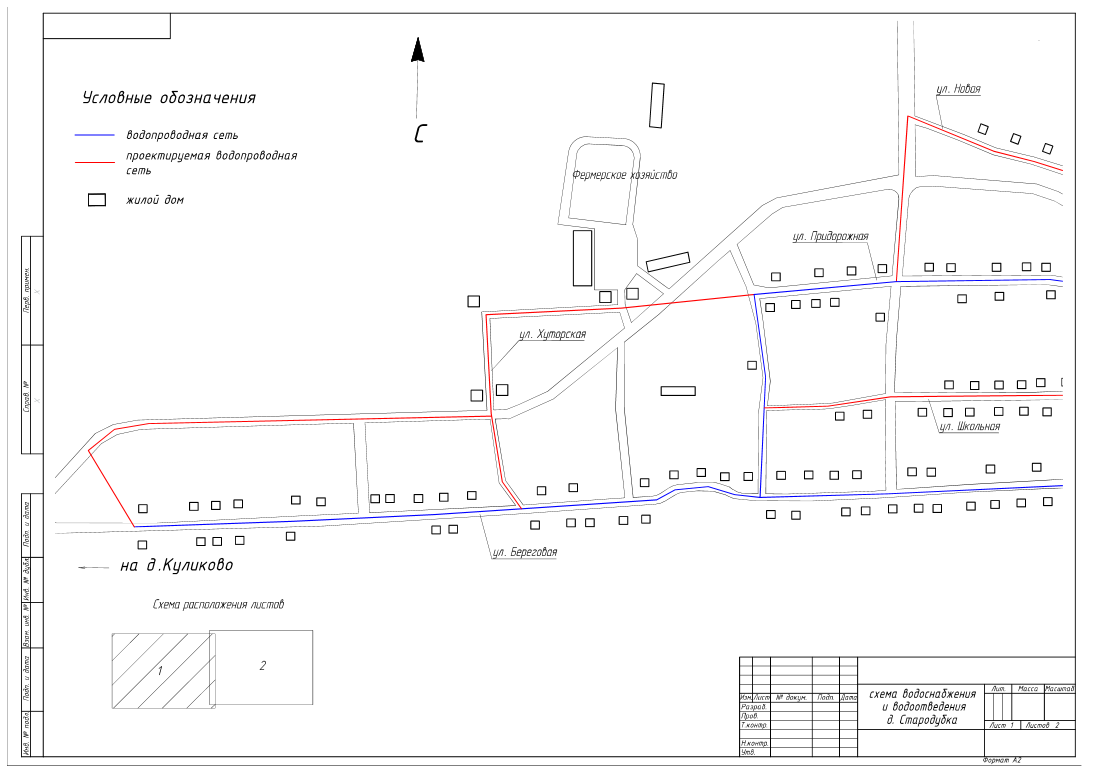 Условные обозначения
водопроводная сеть
проектируемая водопроводная
сеть
жилой дом
С
ул. Новая
Фермерское хозяйство
ул. Придорожная
ул. Хуторская
ул. Школьная
ул. Береговая
на д.Куликово
Схема расположения листов
1
2
Перв. примен.
Справ. №
Подп. и дата
Инв. № дубл.
Взам. инв. №
Подп. и дата
Инв. № подл.
Изм. Лист № докум. Подп. Дата
Разраб.
Пров.
Т.контр.
Н.контр.
Утв.
схема водоснабжения
и водоотведения
д. Стародубка
Лит. Масса Масштаб
Лист 1 Листов 2
Формат А2